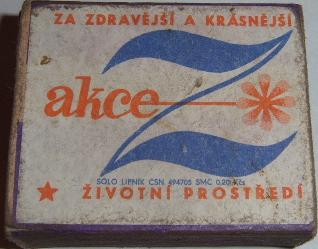 ZA ZDRAVĚJŠÍ A KRÁSNĚJŠÍ
akce
SOLO LIPNÍK ČSN 494705 SMC 0,20 Kčs
ŽIVOTNÍ PROSTŘEDÍ